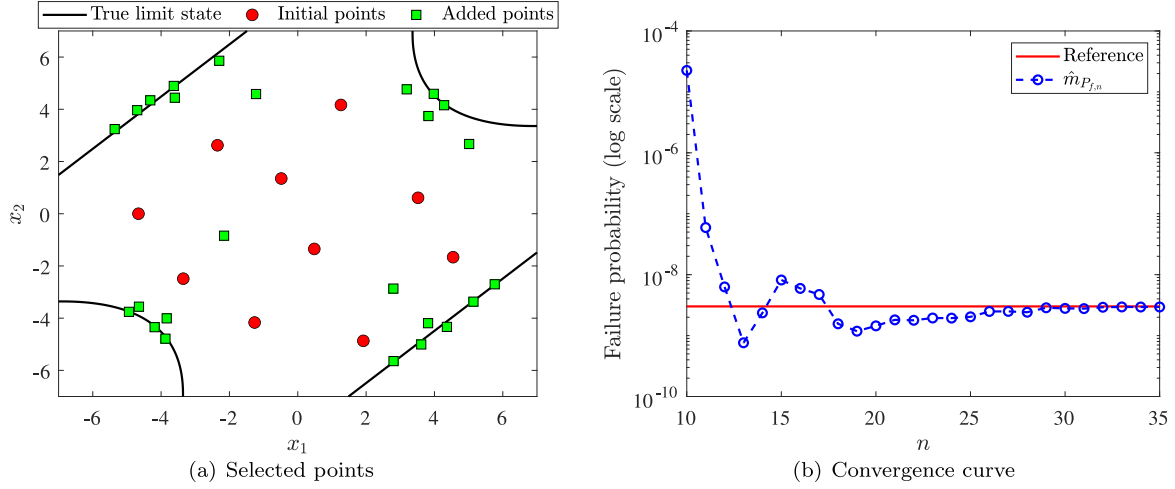 True limit state Initial points Added points
6
4
2
0
-2
-4
-6
x₂
-6 -4 -2 0 2 4 6
x₁
(a) Selected points
Reference
m̂_{P_{f,n}}
10⁻⁴
10⁻⁶
10⁻⁸
10⁻¹⁰
Failure probability (log scale)
10 15 20 25 30 35
n
(b) Convergence curve